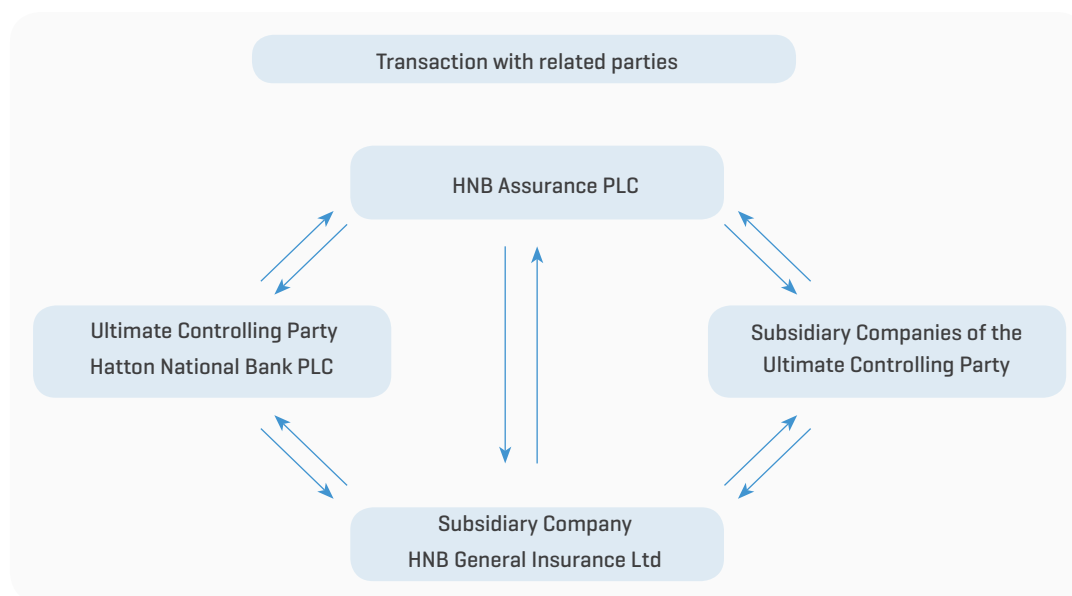 Transaction with related parties
HNB Assurance PLC
Ultimate Controlling Party
Hatton National Bank PLC
Subsidiary Companies of the
Ultimate Controlling Party
Subsidiary Company
HNB General Insurance Ltd